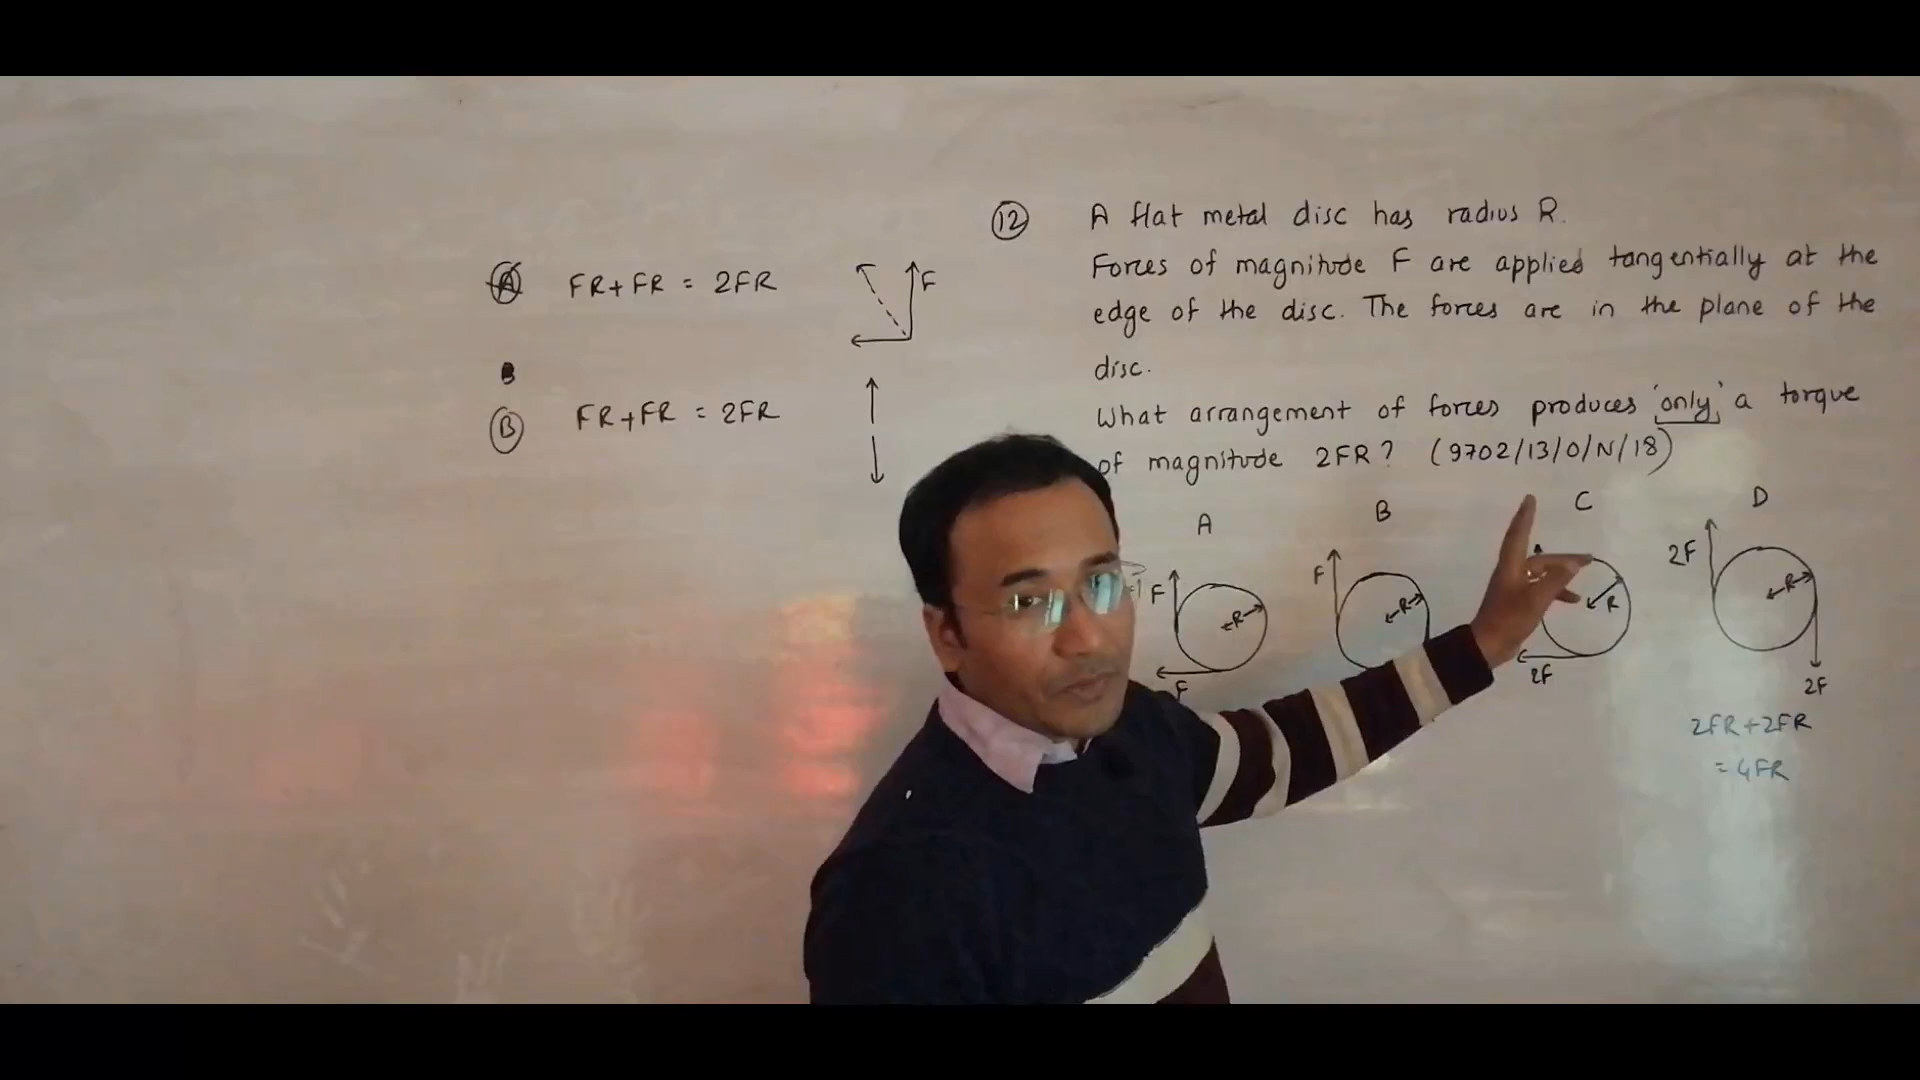 12 A flat metal disc has radius R.
Forces of magnitude F are applied tangentially at the
edge of the disc. The forces are in the plane of the
disc.
What arrangement of forces produces 'only' a torque
of magnitude 2FR? (9702/13/O/N/18)
A B C D
F F 2F
R R R R
F 2F 2F
2FR+2FR
= 4FR
A FR+FR = 2FR F
B
B FR+FR = 2FR